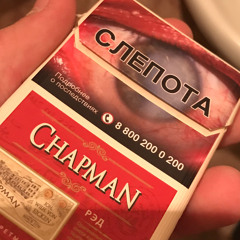 СЛЕПОТА
Подробнее
о последствиях
8 800 200 0 200
CHAPMAN
РЭД